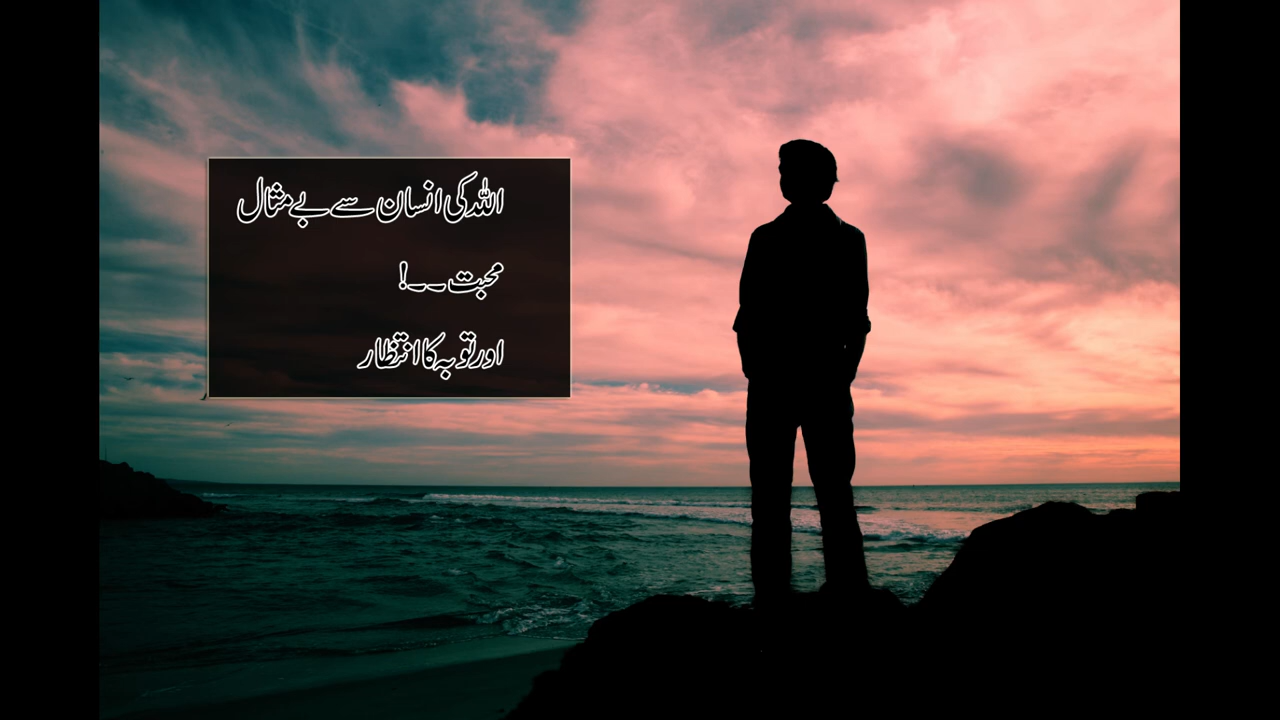 اللہ کی انسان سے بے مثال
محبت۔۔!
اور توبہ کا انتظار